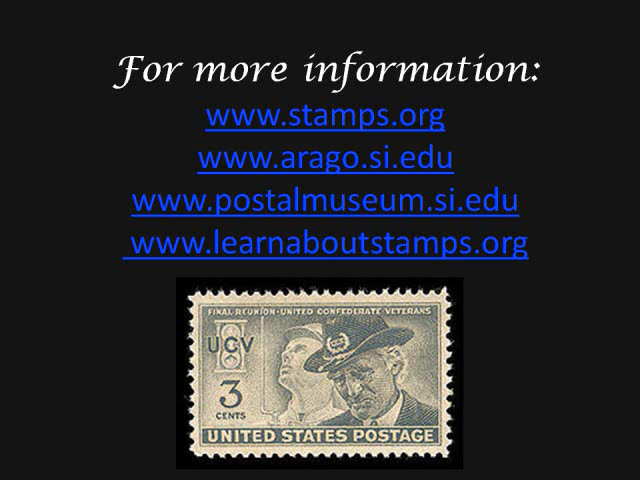 For more information:
www.stamps.org
www.arago.si.edu
www.postalmuseum.si.edu
www.learnaboutstamps.org
FINAL REUNION · UNITED CONFEDERATE VETERANS
UCV
3
CENTS
UNITED STATES POSTAGE